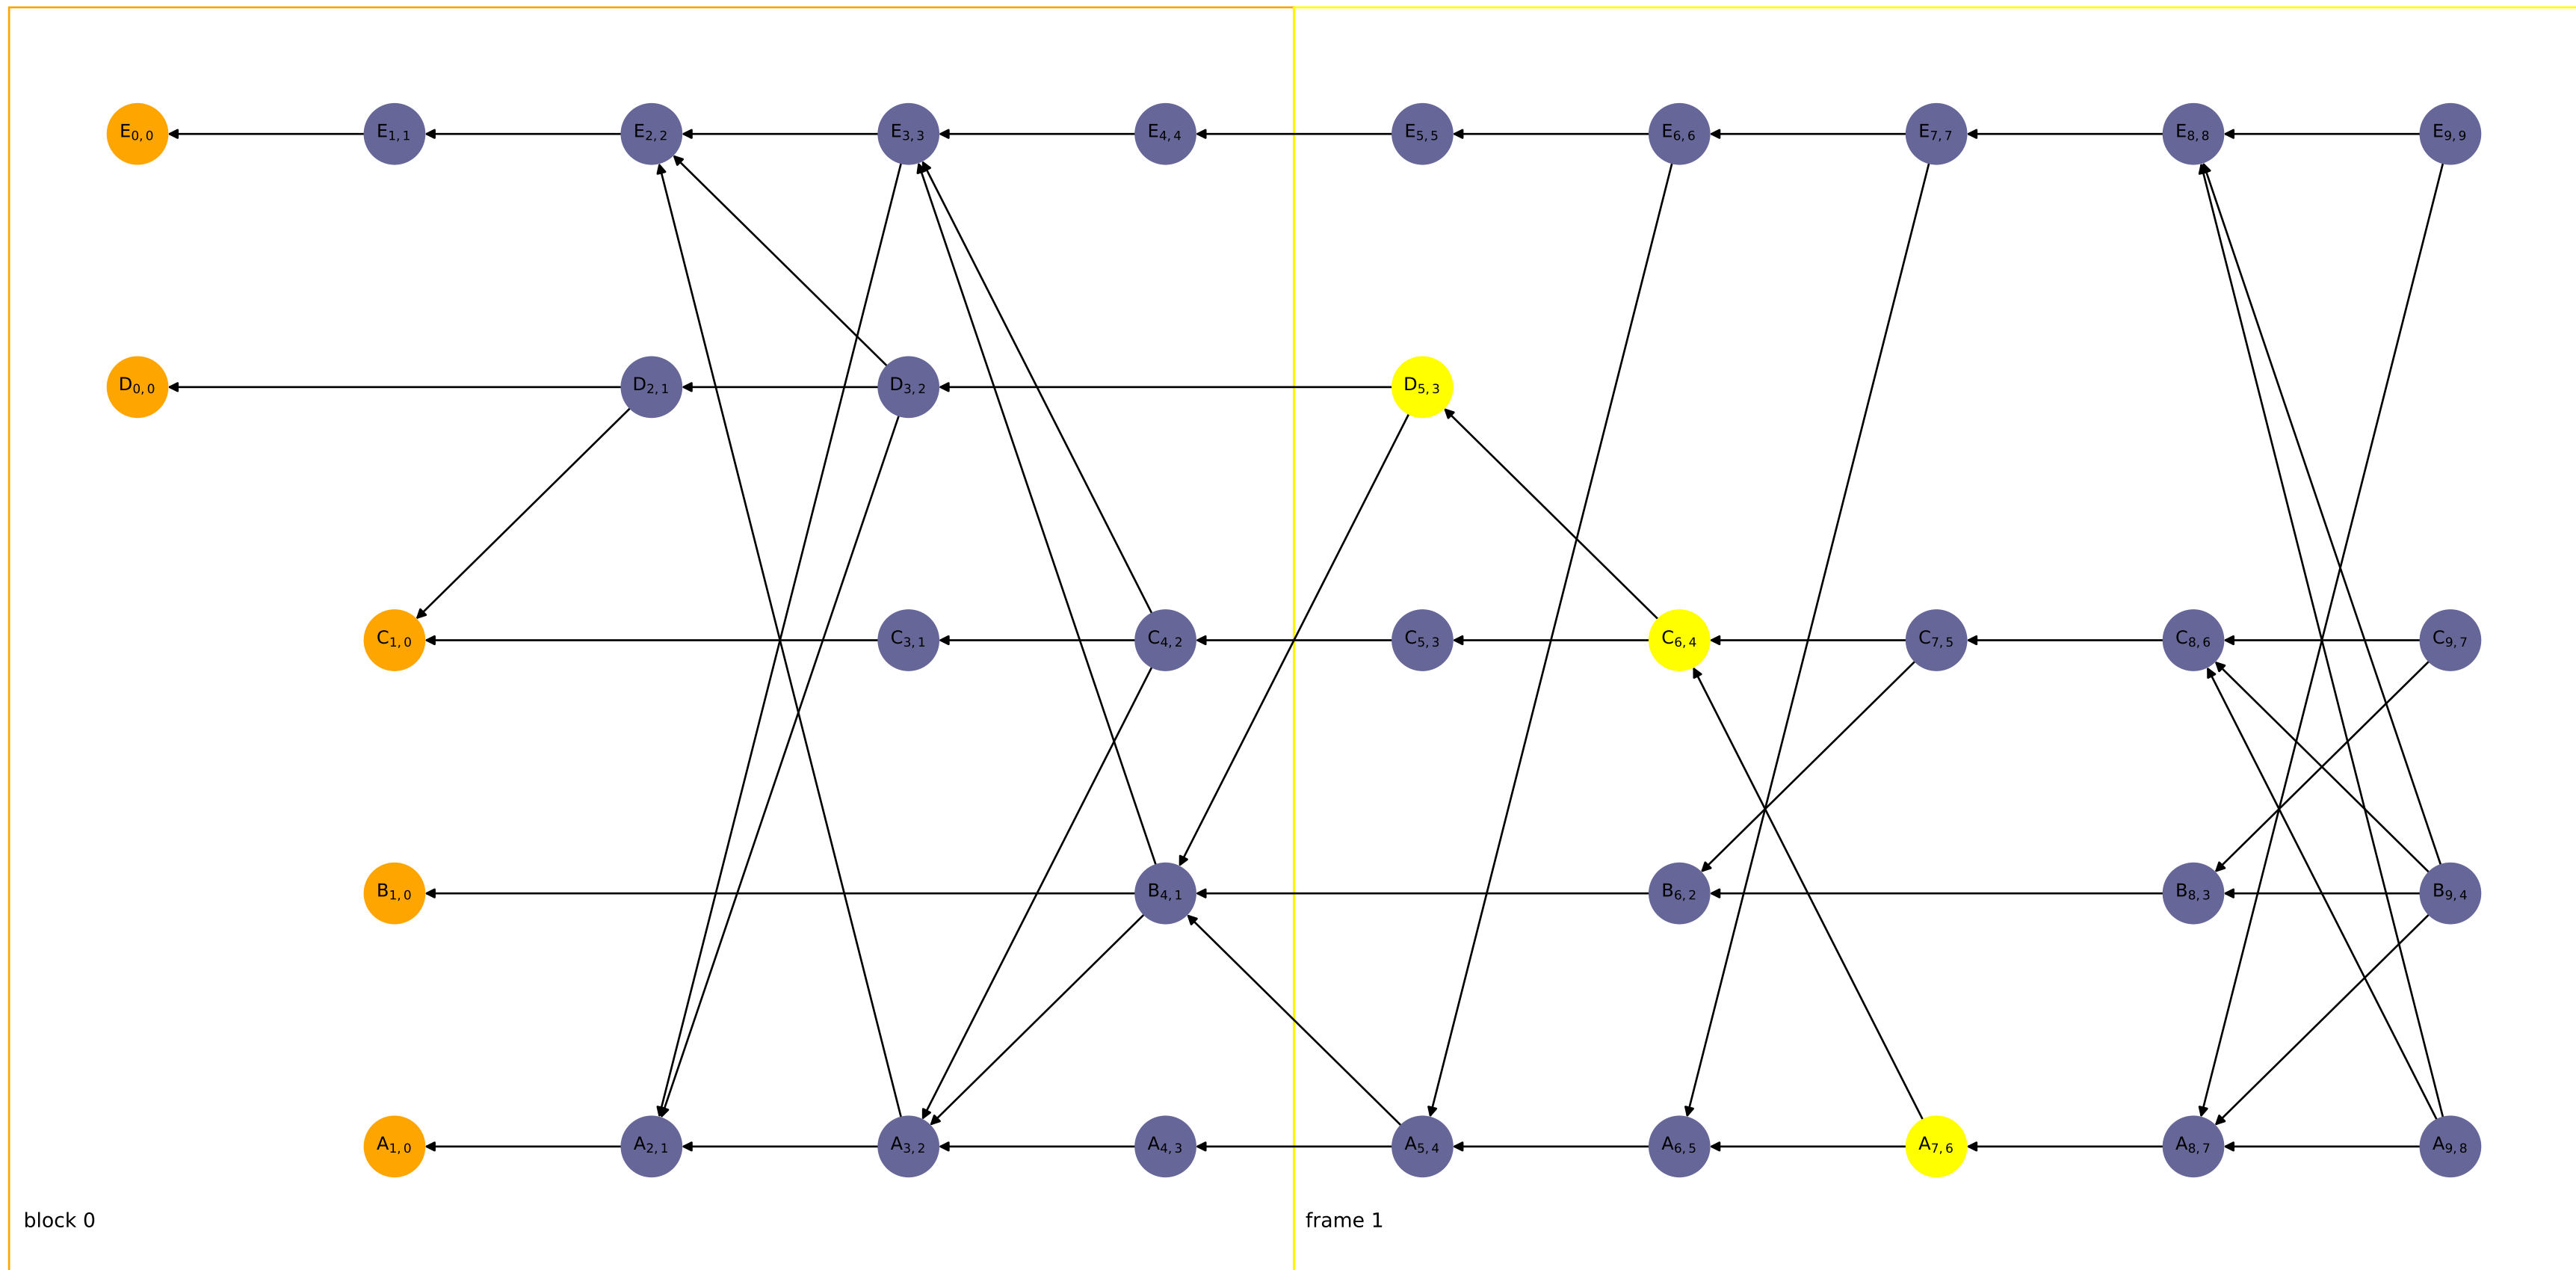 E0,0 E1,1 E2,2 E3,3 E4,4 E5,5 E6,6 E7,7 E8,8 E9,9
D0,0 D2,1 D3,2 D5,3
C1,0 C3,1 C4,2 C5,3 C6,4 C7,5 C8,6 C9,7
B1,0 B4,1 B6,2 B8,3 B9,4
A1,0 A2,1 A3,2 A4,3 A5,4 A6,5 A7,6 A8,7 A9,8
block 0 frame 1